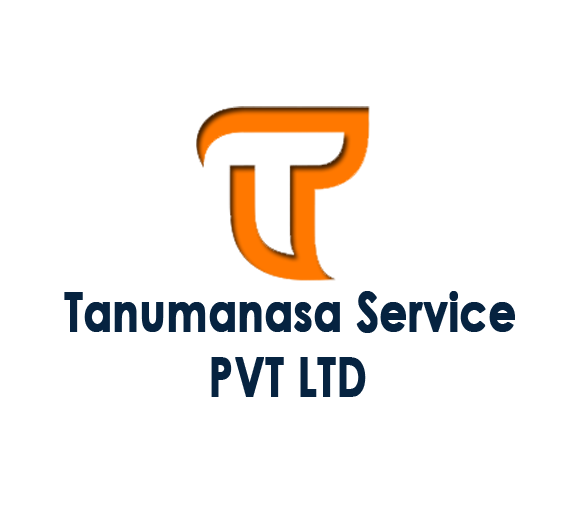 T
Tanumanasa Service
PVT LTD